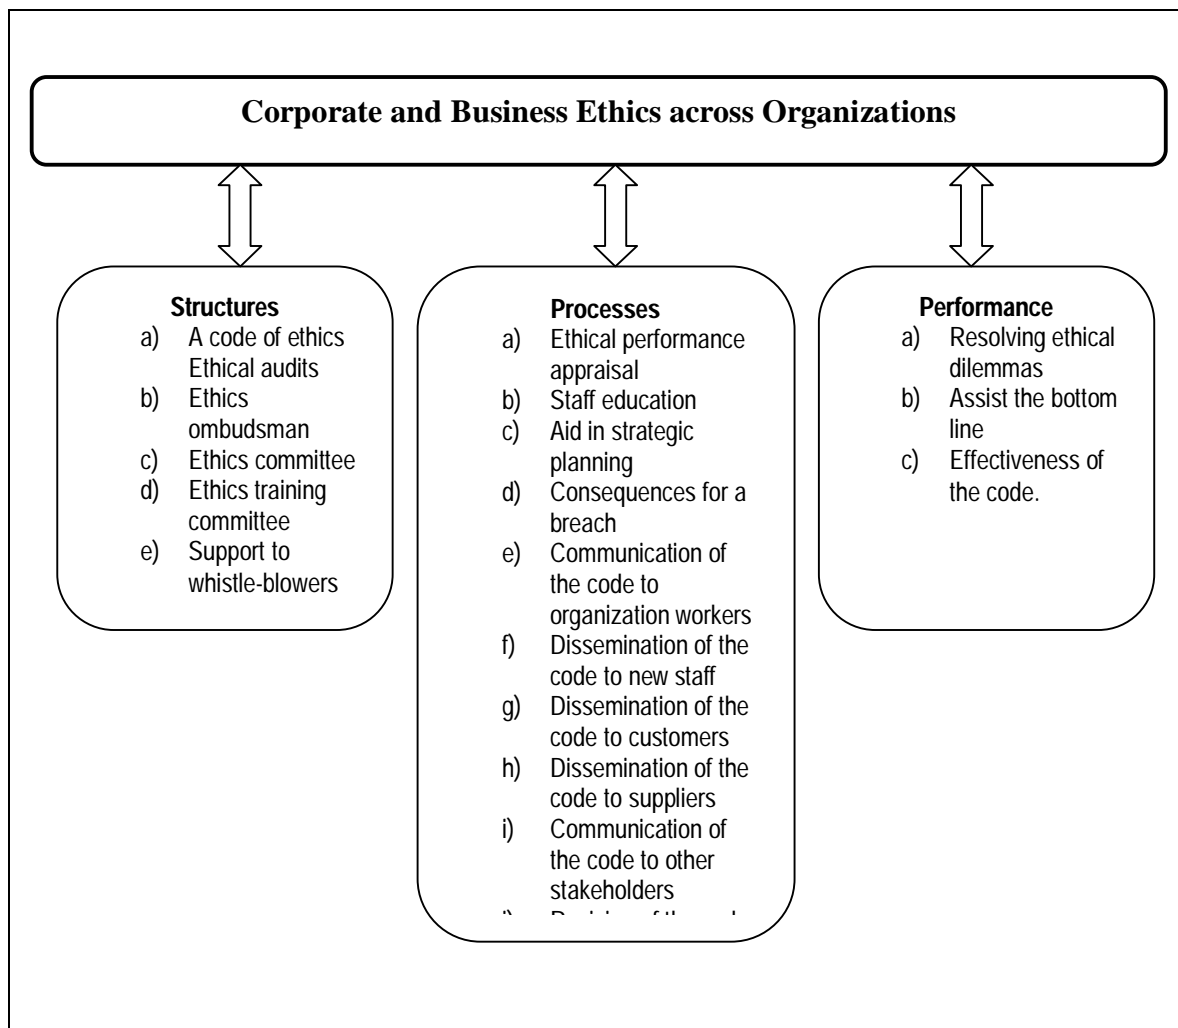 Corporate and Business Ethics across Organizations
Structures
a) A code of ethics
Ethical audits
b) Ethics
ombudsman
c) Ethics committee
d) Ethics training
committee
e) Support to
whistle-blowers
Processes
a) Ethical performance
appraisal
b) Staff education
c) Aid in strategic
planning
d) Consequences for a
breach
e) Communication of
the code to
organization workers
f) Dissemination of the
code to new staff
g) Dissemination of the
code to customers
h) Dissemination of the
code to suppliers
i) Communication of
the code to other
stakeholders
Performance
a) Resolving ethical
dilemmas
b) Assist the bottom
line
c) Effectiveness of
the code.